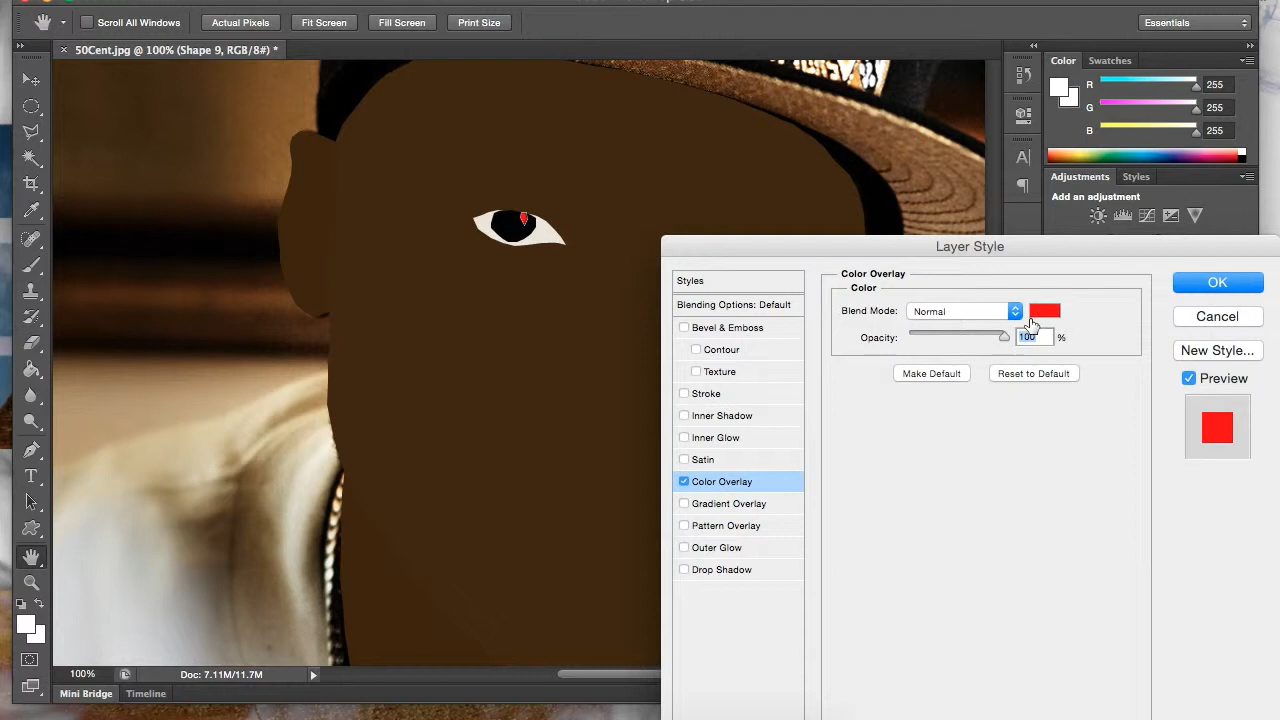 Scroll All Windows
Actual Pixels
Fit Screen
Fill Screen
Print Size
Essentials
50Cent.jpg @ 100% (Shape 9, RGB/8#) *
Color
Swatches
R
255
G
255
B
255
Adjustments
Styles
Add an adjustment
Layer Style
Styles
Blending Options: Default
Bevel & Emboss
Contour
Texture
Stroke
Inner Shadow
Inner Glow
Satin
Color Overlay
Gradient Overlay
Pattern Overlay
Outer Glow
Drop Shadow
Color Overlay
Color
Blend Mode:
Normal
Opacity:
100
%
Make Default
Reset to Default
OK
Cancel
New Style...
Preview
100%
Doc: 7.11M/11.7M
Mini Bridge
Timeline